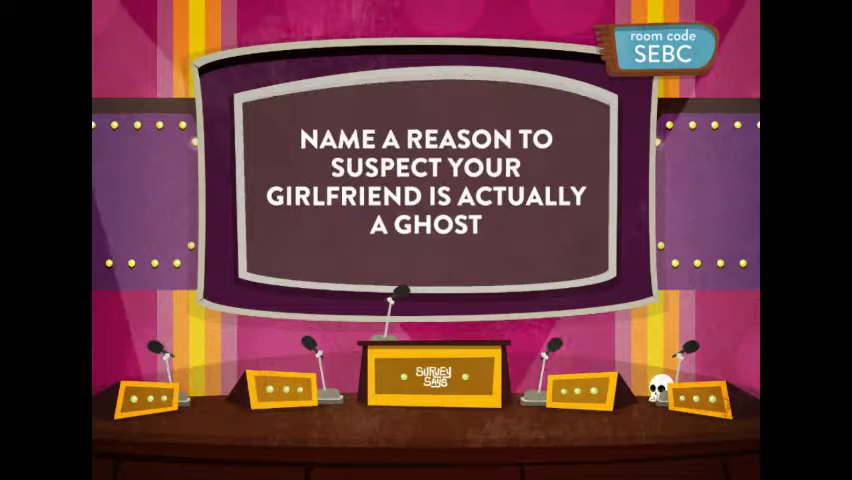 room code
SEBC
NAME A REASON TO
SUSPECT YOUR
GIRLFRIEND IS ACTUALLY
A GHOST
SURVEY
SAYS